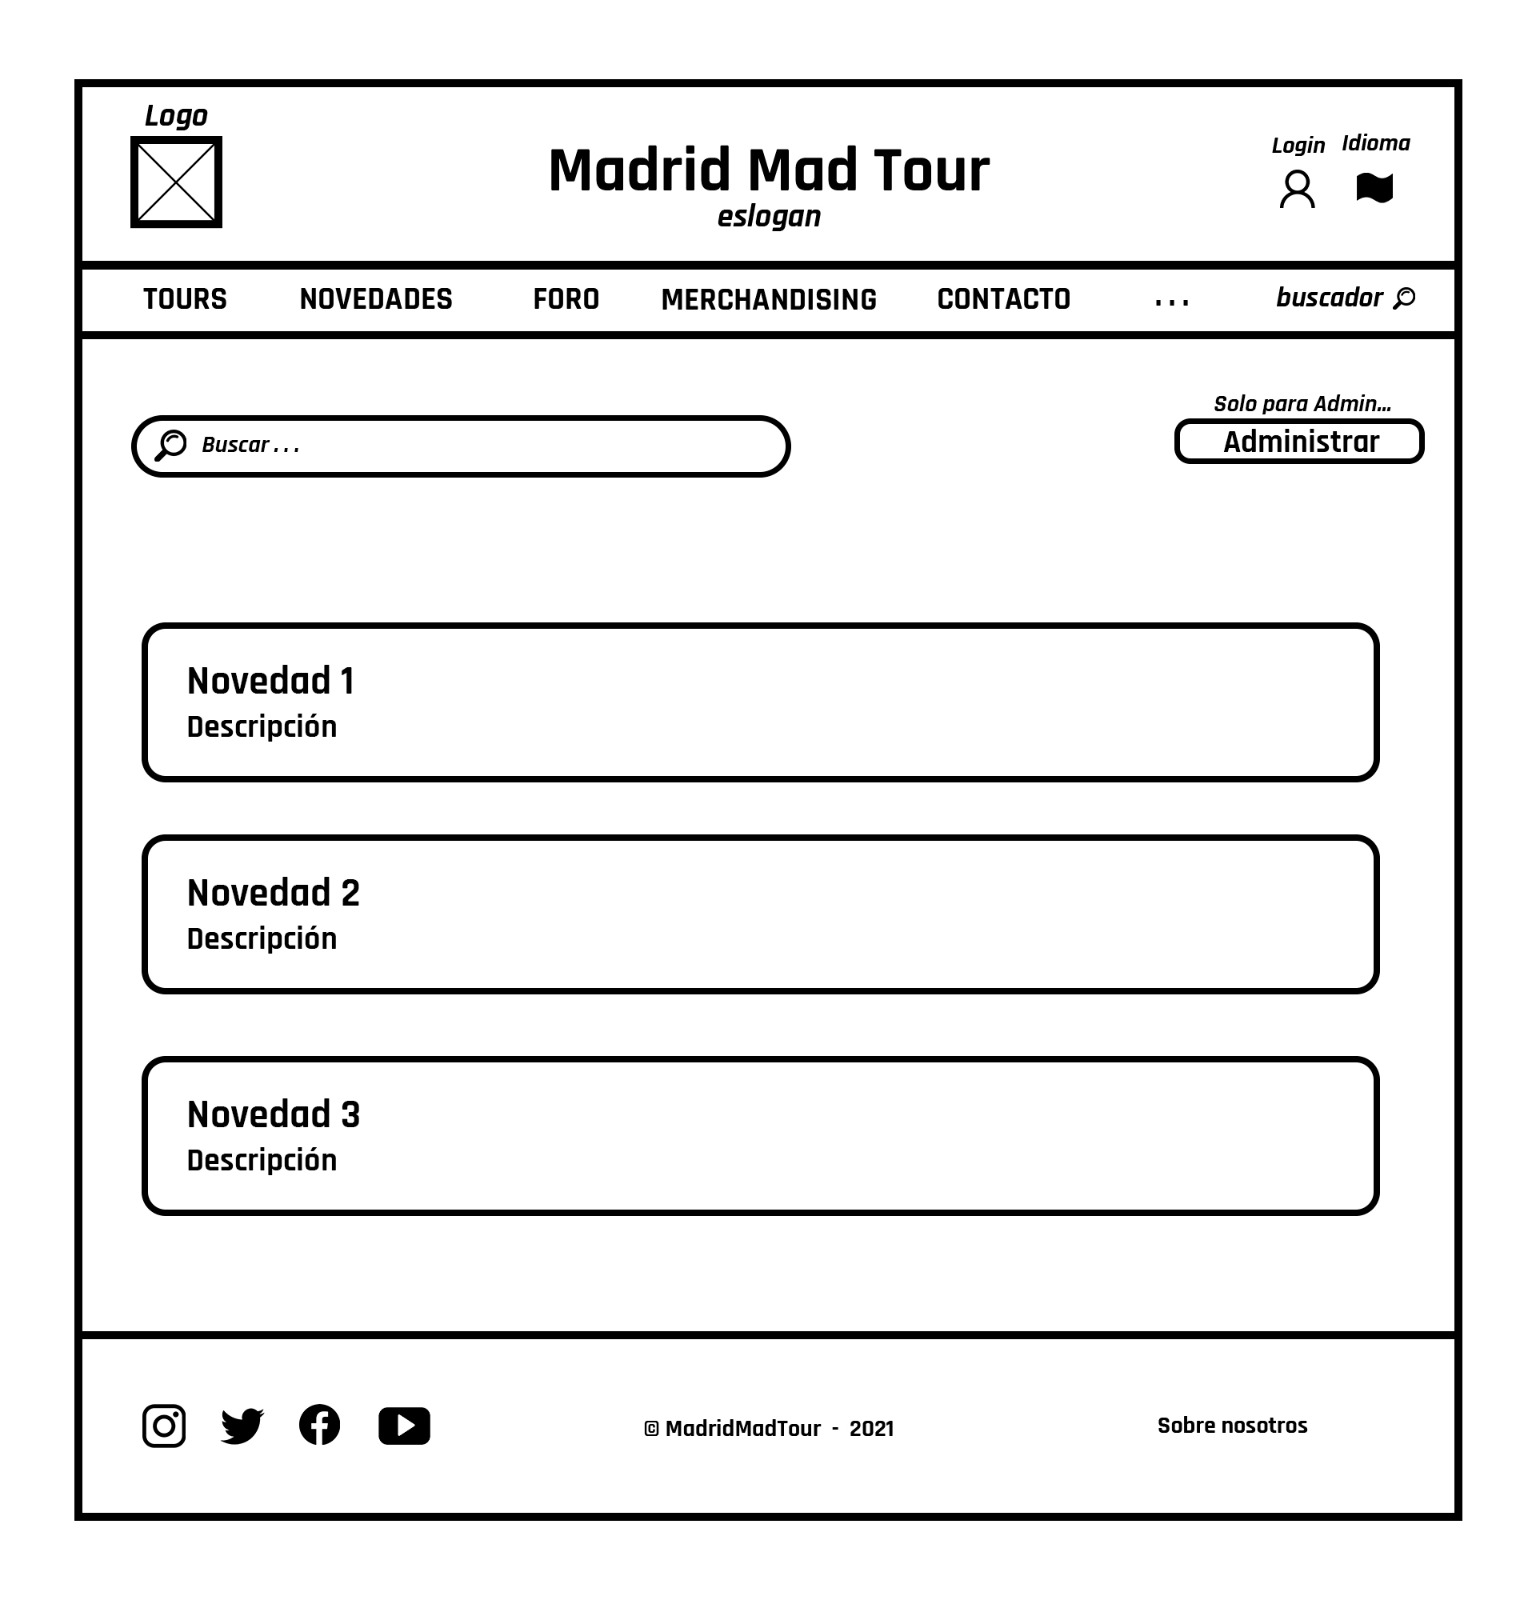 Logo
Madrid Mad Tour
eslogan
Login Idioma
TOURS NOVEDADES FORO MERCHANDISING CONTACTO ... buscador
Solo para Admin...
Buscar . . .
Administrar
Novedad 1
Descripción
Novedad 2
Descripción
Novedad 3
Descripción
© MadridMadTour - 2021
Sobre nosotros